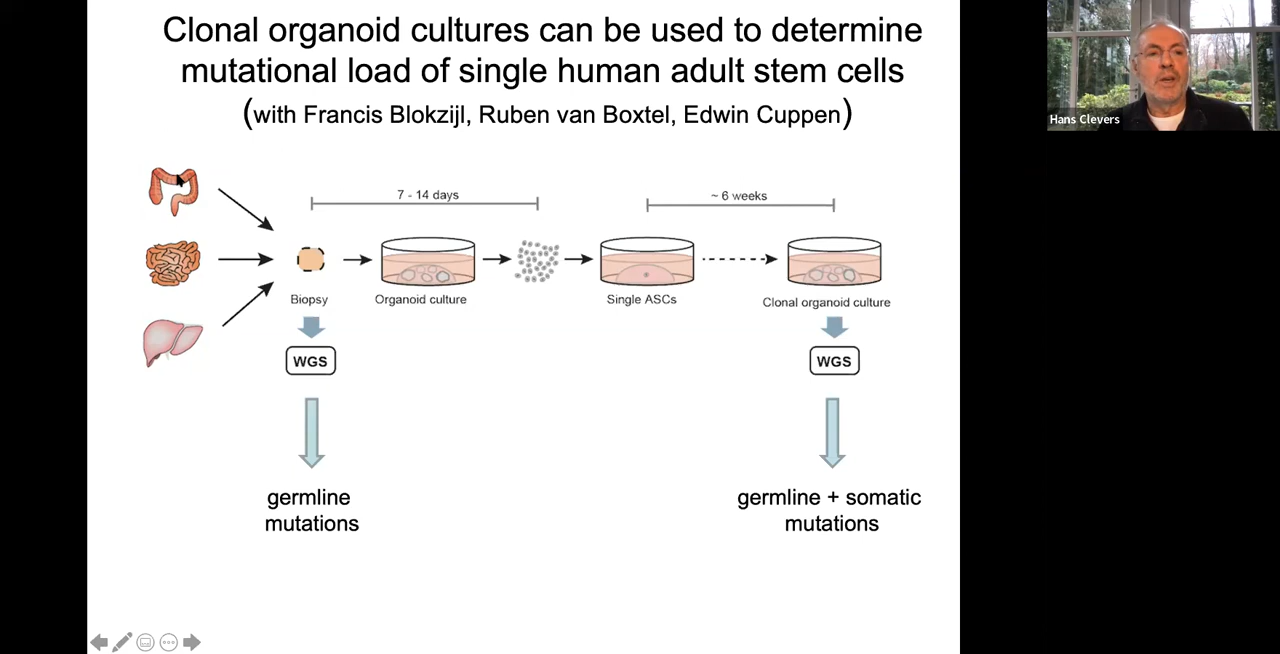 Clonal organoid cultures can be used to determine
mutational load of single human adult stem cells
(with Francis Blokzijl, Ruben van Boxtel, Edwin Cuppen)
Hans Clevers
7 - 14 days
~ 6 weeks
Biopsy
Organoid culture
Single ASCs
Clonal organoid culture
WGS
WGS
germline
mutations
germline + somatic
mutations